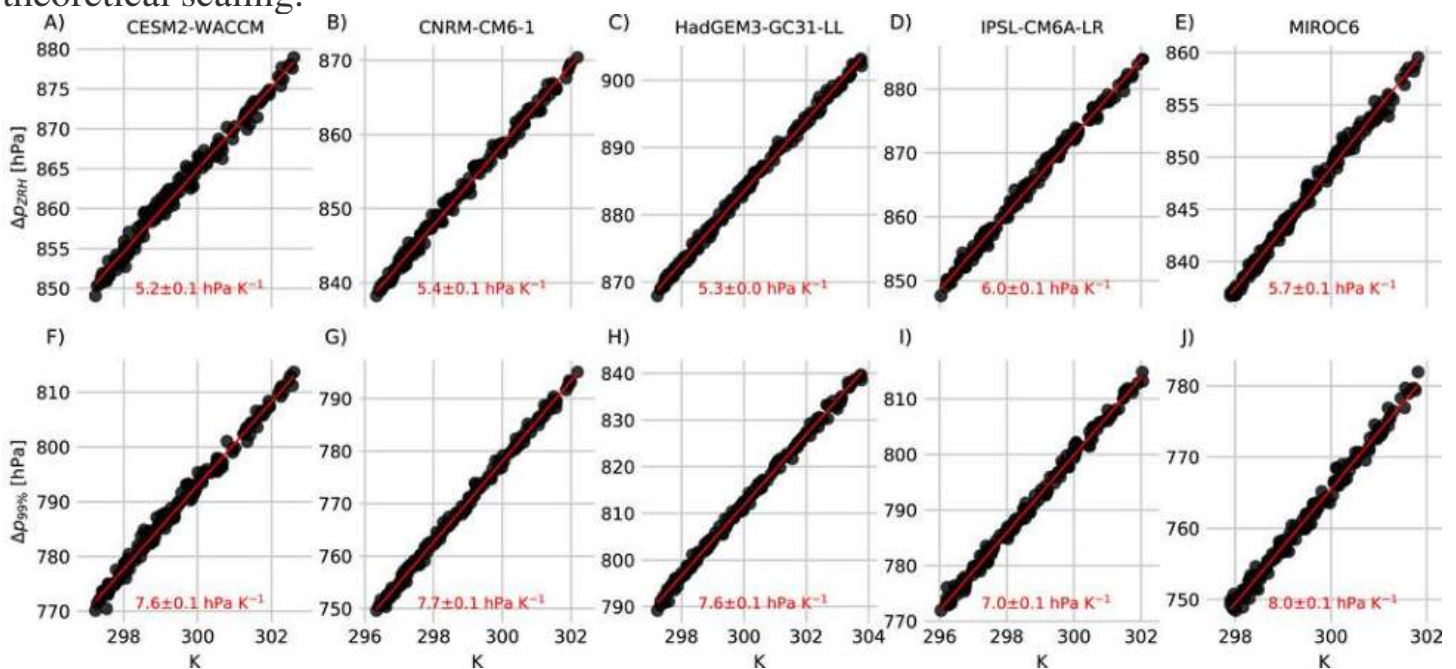 theoretical scaling.
A) CESM2-WACCM B) CNRM-CM6-1 C) HadGEM3-GC31-LL D) IPSL-CM6A-LR E) MIROC6
880 875 870 865 860 855 850
870 860 850 840
900 890 880 870
880 870 860 850
860 855 850 845 840
Δp_ZRH [hPa]
5.2±0.1 hPa K⁻¹ 5.4±0.1 hPa K⁻¹ 5.3±0.0 hPa K⁻¹ 6.0±0.1 hPa K⁻¹ 5.7±0.1 hPa K⁻¹
F) G) H) I) J)
810 800 790 780 770
790 780 770 760 750
840 830 820 810 800 790
810 800 790 780 770
780 770 760 750
Δp_99% [hPa]
7.6±0.1 hPa K⁻¹ 7.7±0.1 hPa K⁻¹ 7.6±0.1 hPa K⁻¹ 7.0±0.1 hPa K⁻¹ 8.0±0.1 hPa K⁻¹
298 300 302 296 298 300 302 298 300 302 304 296 298 300 302 298 300 302
K K K K K